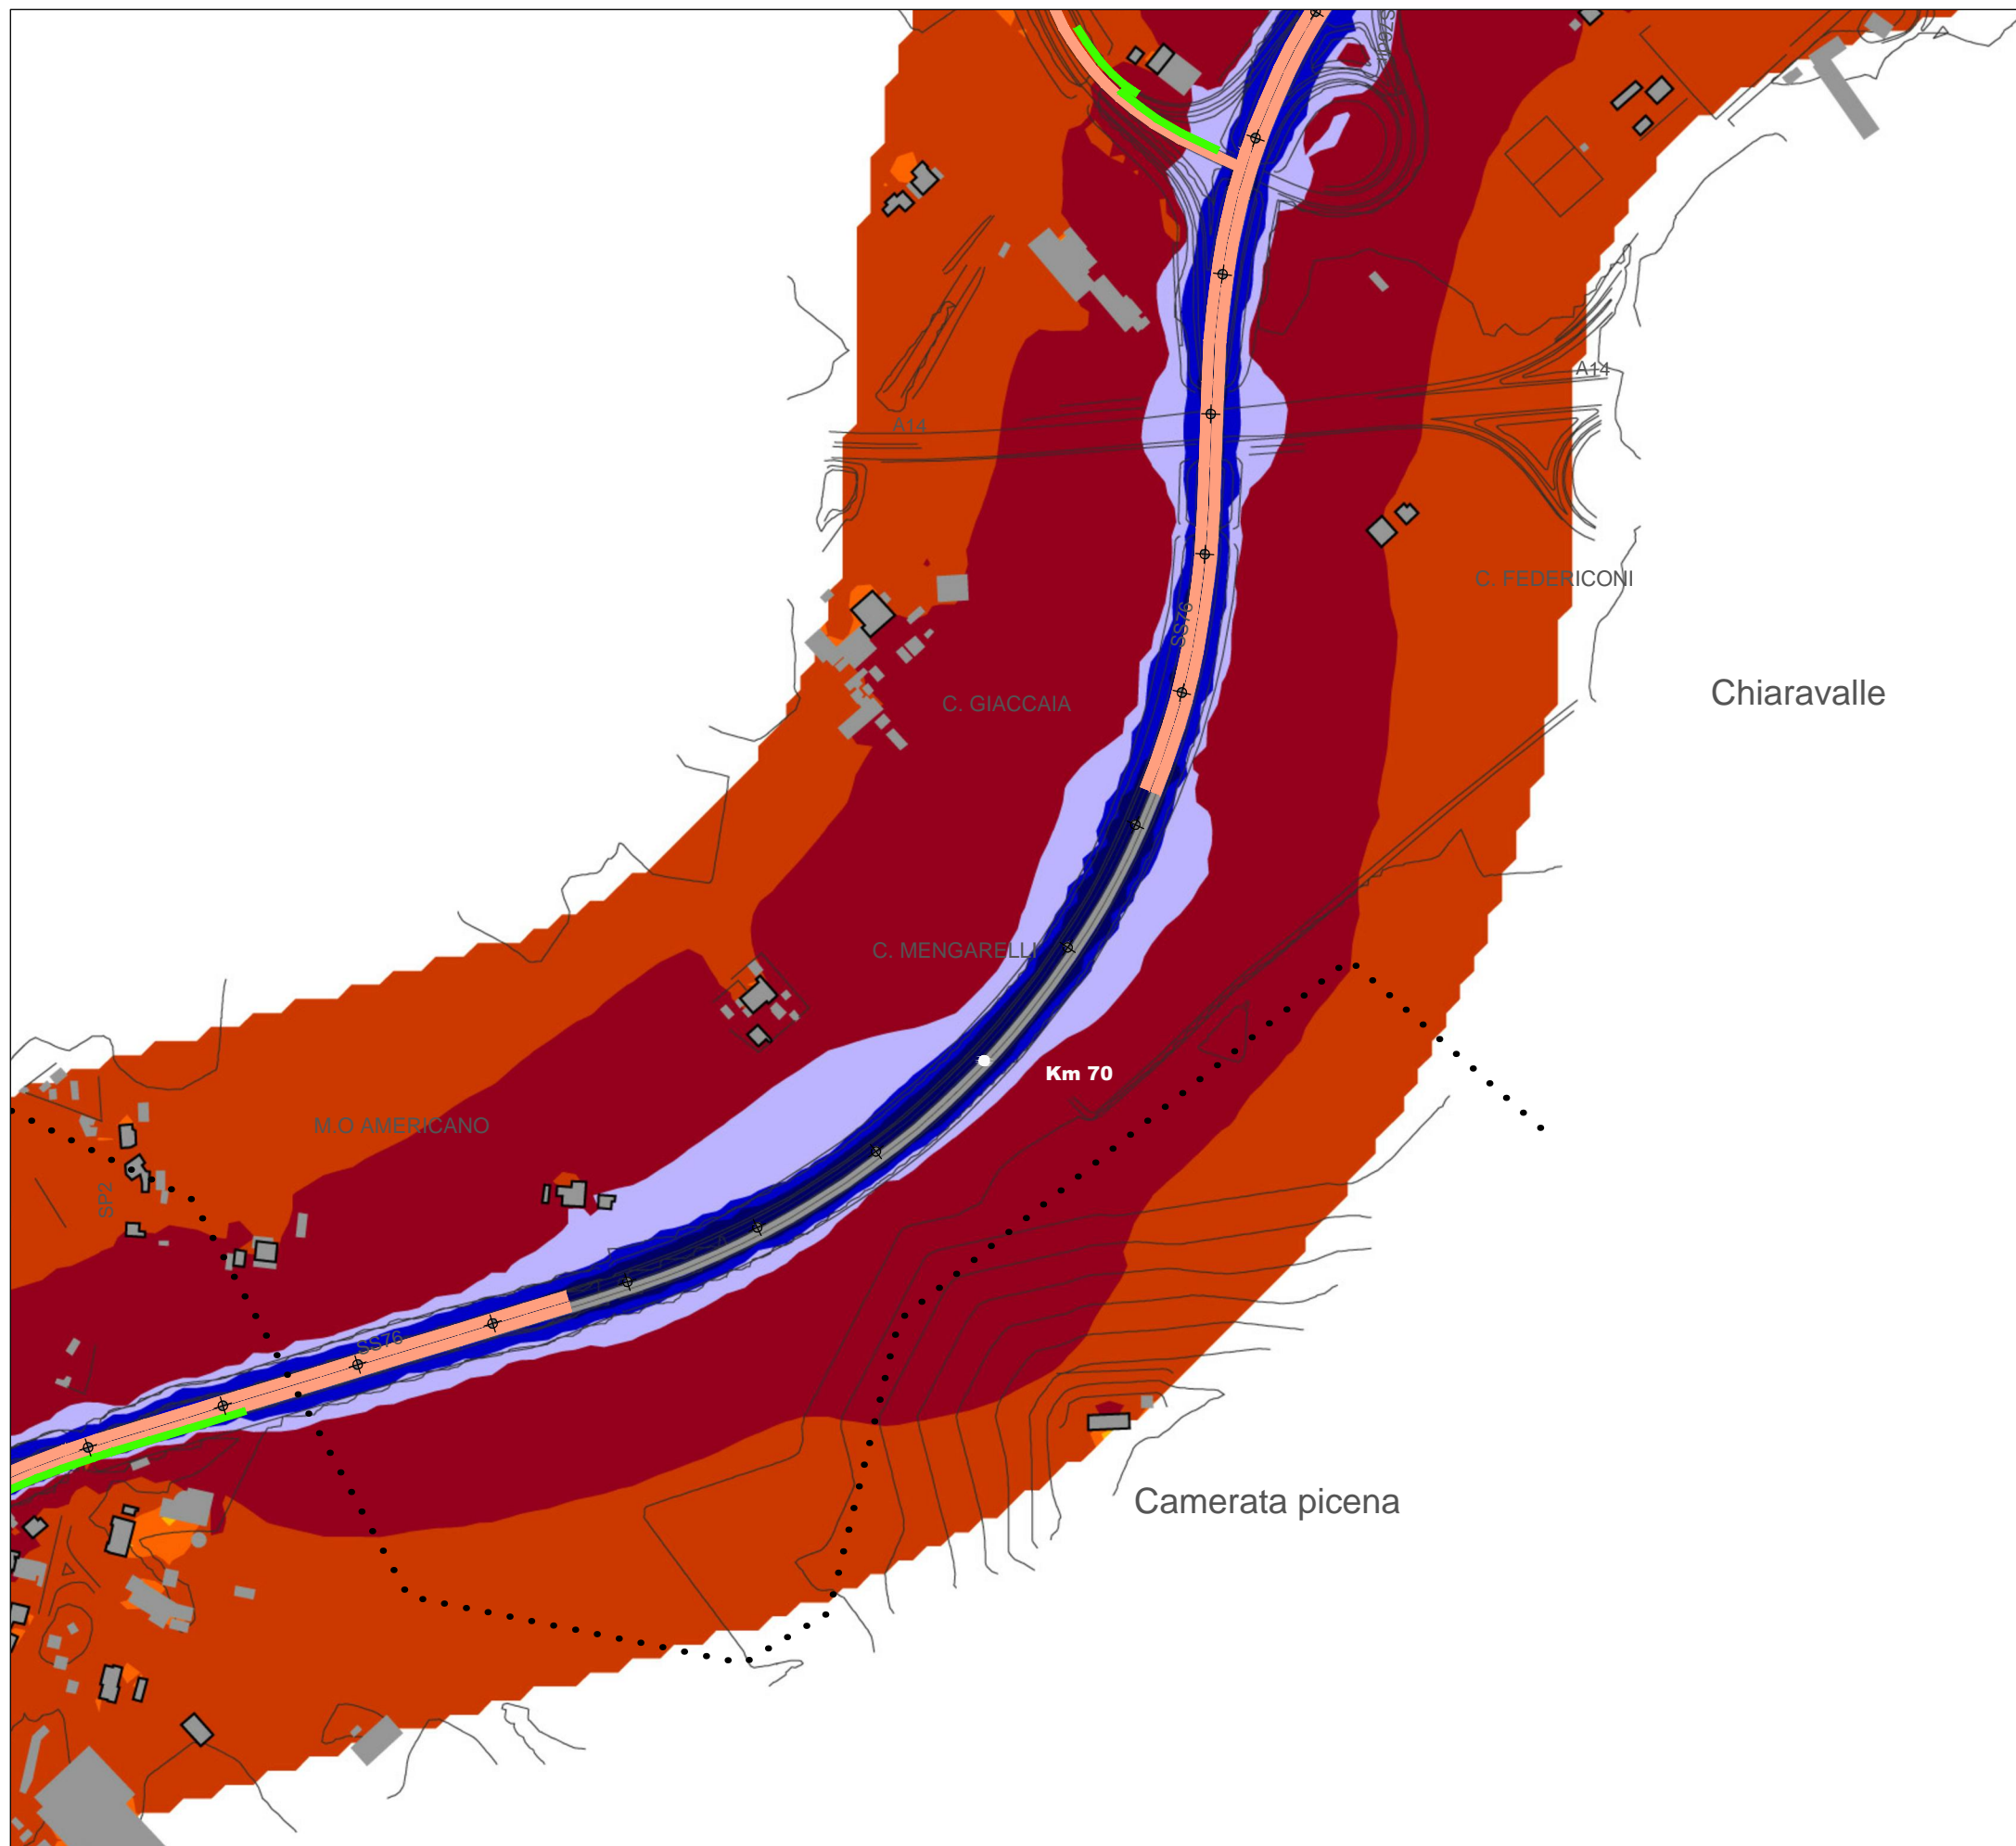 A14
A14
C. FEDERICONI
SS76
Chiaravalle
C. GIACCAIA
C. MENGARELLI
Km 70
M.O AMERICANO
SP2
SS76
Camerata picena